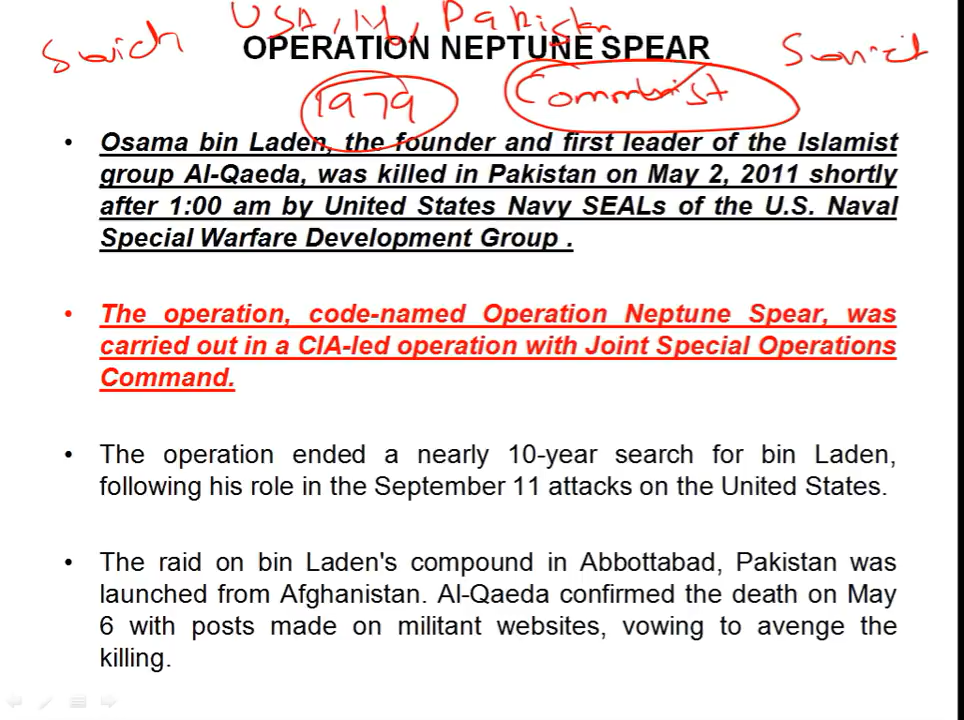 USA, Pakistan
OPERATION NEPTUNE SPEAR
1979
• Osama bin Laden, the founder and first leader of the Islamist
group Al-Qaeda, was killed in Pakistan on May 2, 2011 shortly
after 1:00 am by United States Navy SEALs of the U.S. Naval
Special Warfare Development Group .
• The operation, code-named Operation Neptune Spear, was
carried out in a CIA-led operation with Joint Special Operations
Command.
• The operation ended a nearly 10-year search for bin Laden,
following his role in the September 11 attacks on the United States.
• The raid on bin Laden's compound in Abbottabad, Pakistan was
launched from Afghanistan. Al-Qaeda confirmed the death on May
6 with posts made on militant websites, vowing to avenge the
killing.